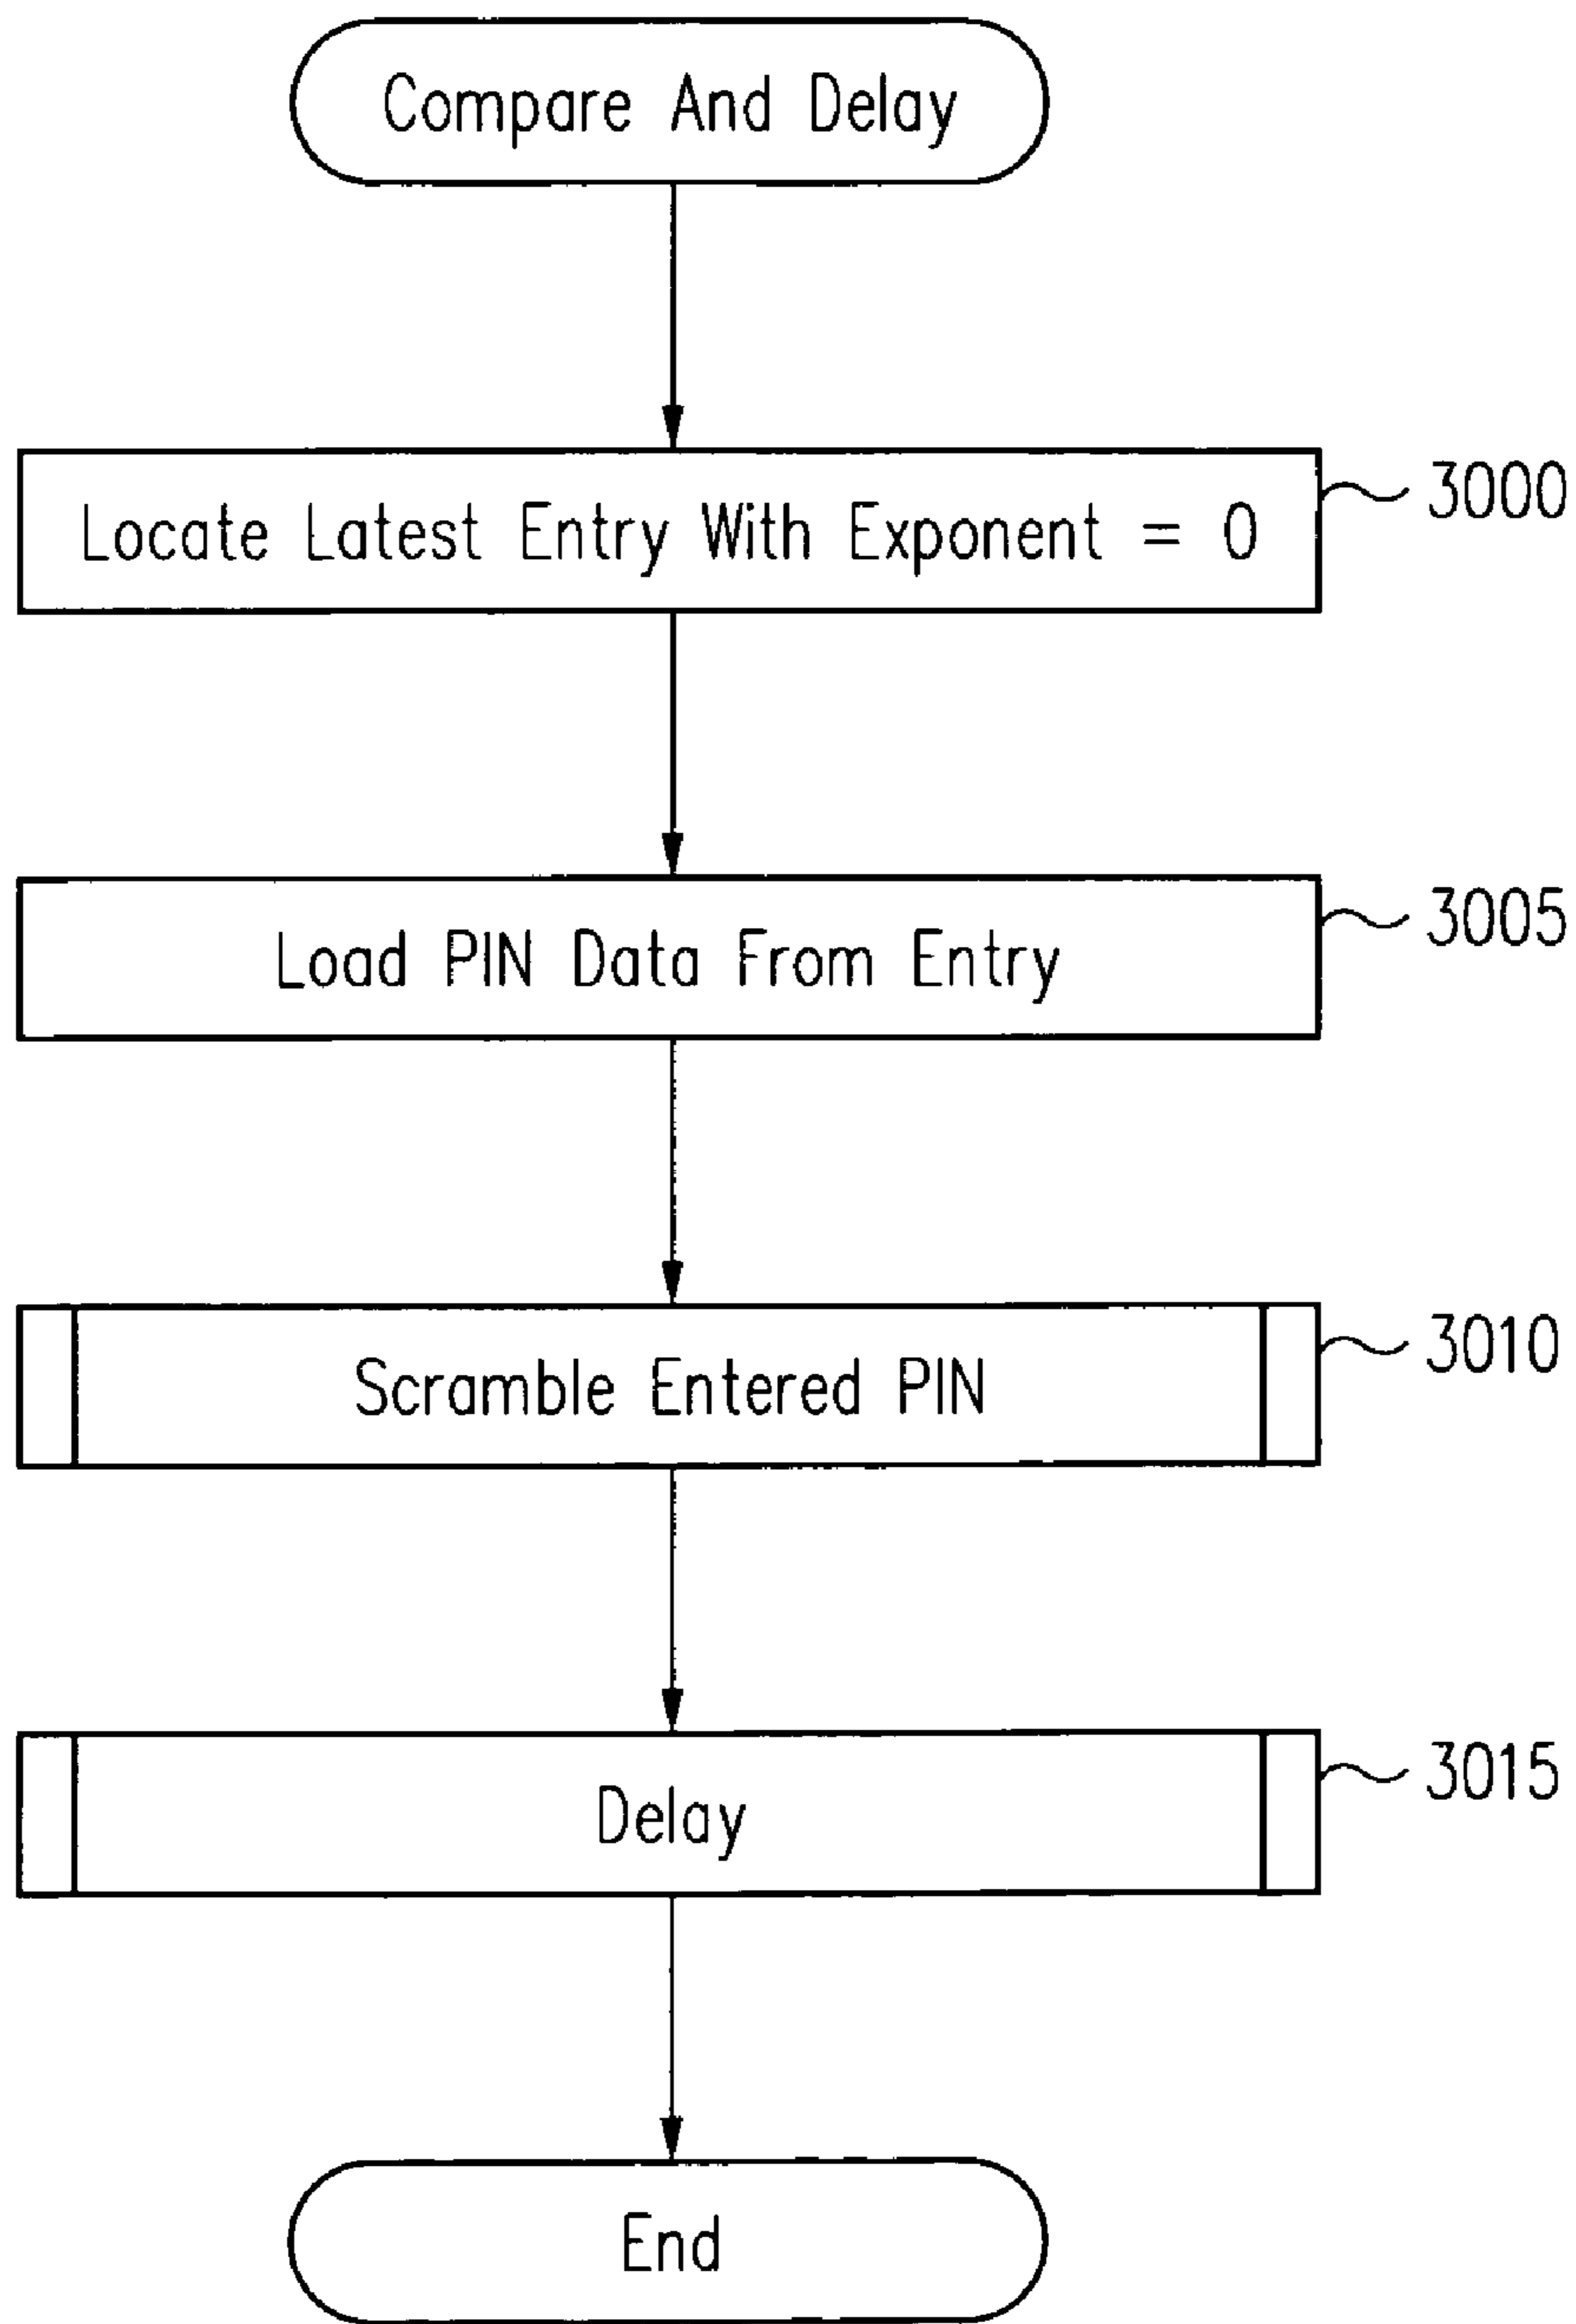 Compare And Delay
Locate Latest Entry With Exponent = 0
3000
Load PIN Data From Entry
3005
Scramble Entered PIN
3010
Delay
3015
End